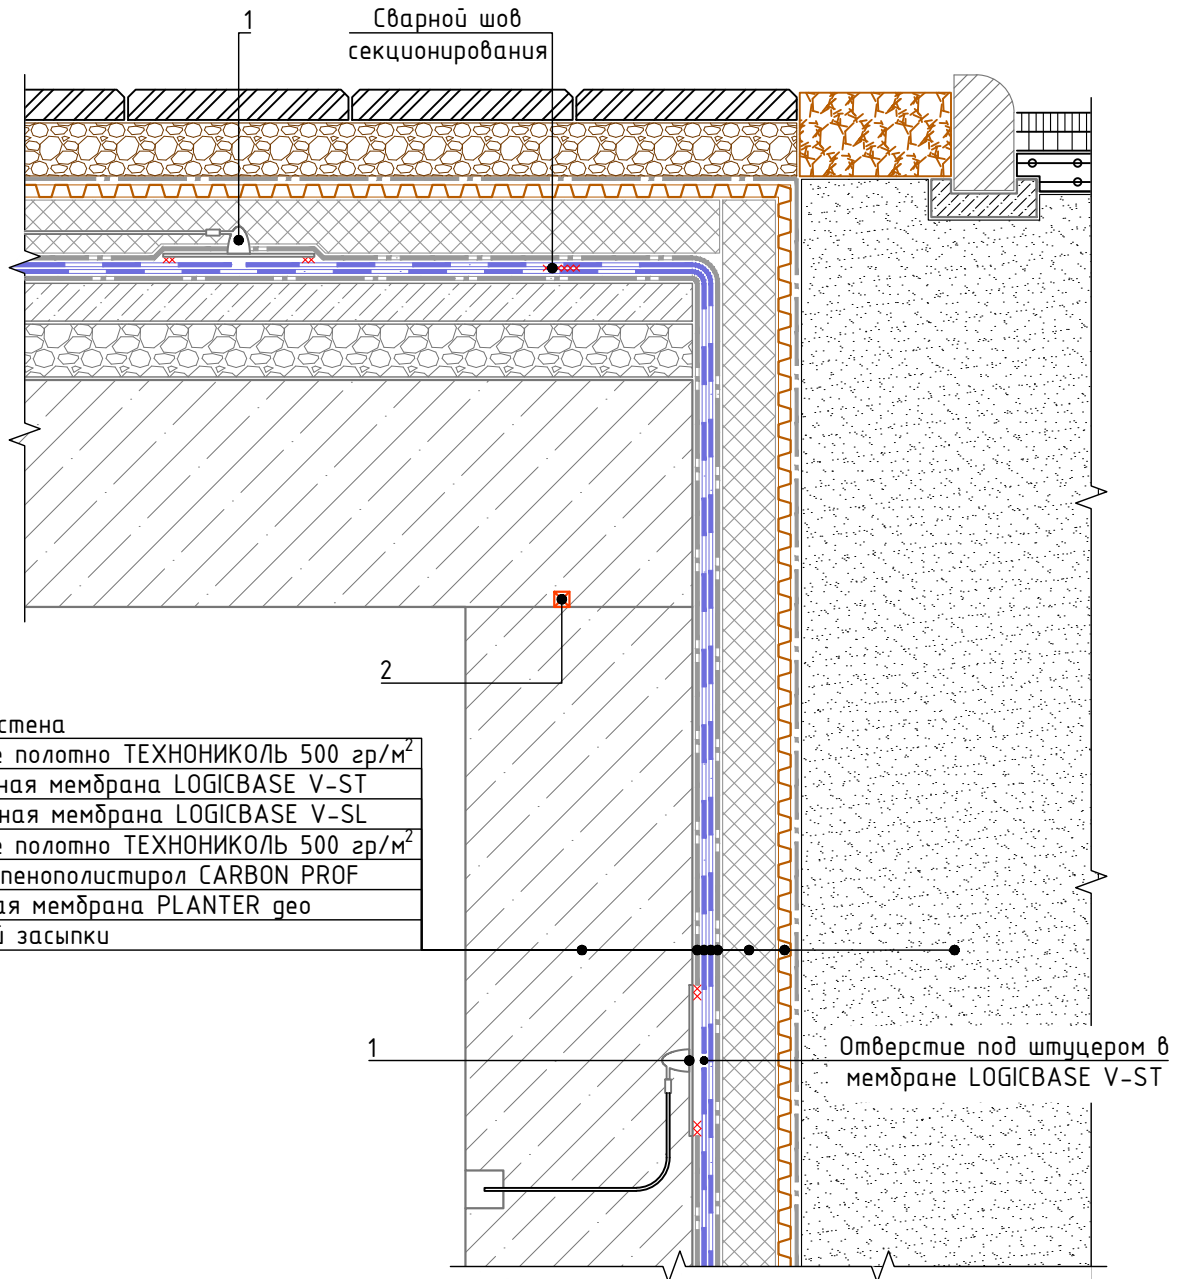 1
Сварной шов
секционирования
2
стена
е полотно ТЕХНОНИКОЛЬ 500 гр/м²
ная мембрана LOGICBASE V-ST
ная мембрана LOGICBASE V-SL
е полотно ТЕХНОНИКОЛЬ 500 гр/м²
пенополистирол CARBON PROF
ая мембрана PLANTER geo
й засыпки
1
Отверстие под штуцером в
мембране LOGICBASE V-ST